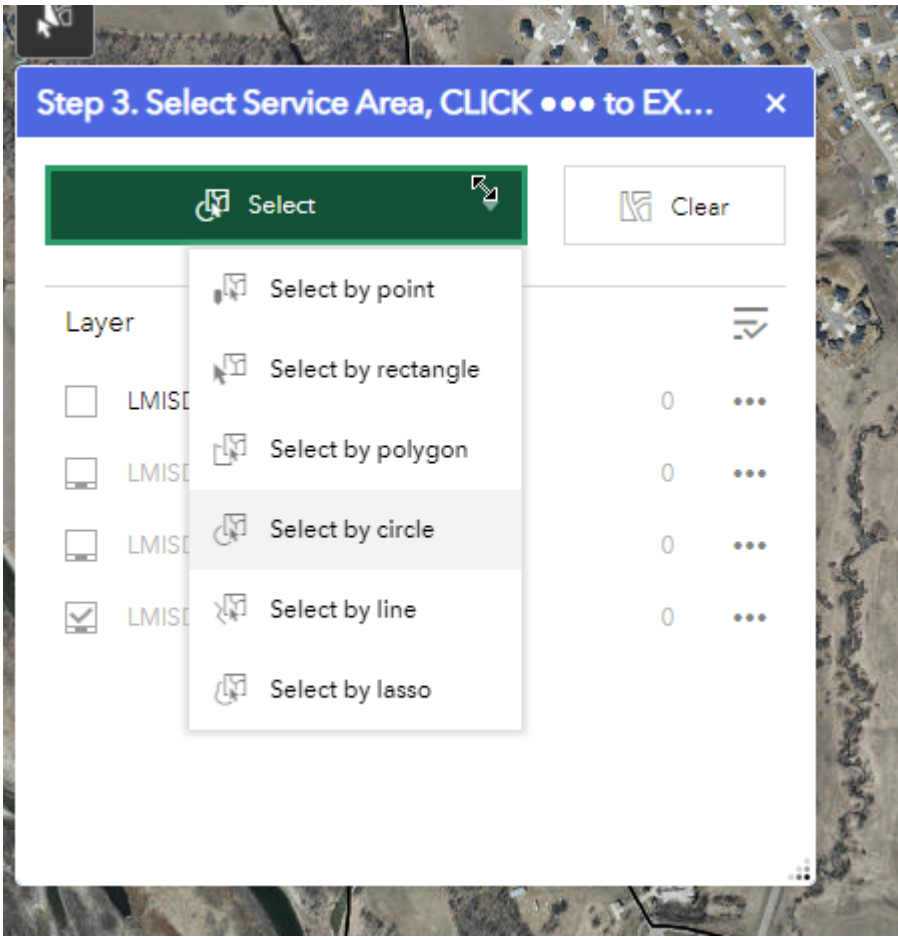 Step 3. Select Service Area, CLICK ●●● to EX...
Select
Clear
Select by point
Layer
Select by rectangle
LMISD 0
Select by polygon
LMISD 0
Select by circle
LMISD 0
Select by line
LMISD 0
Select by lasso